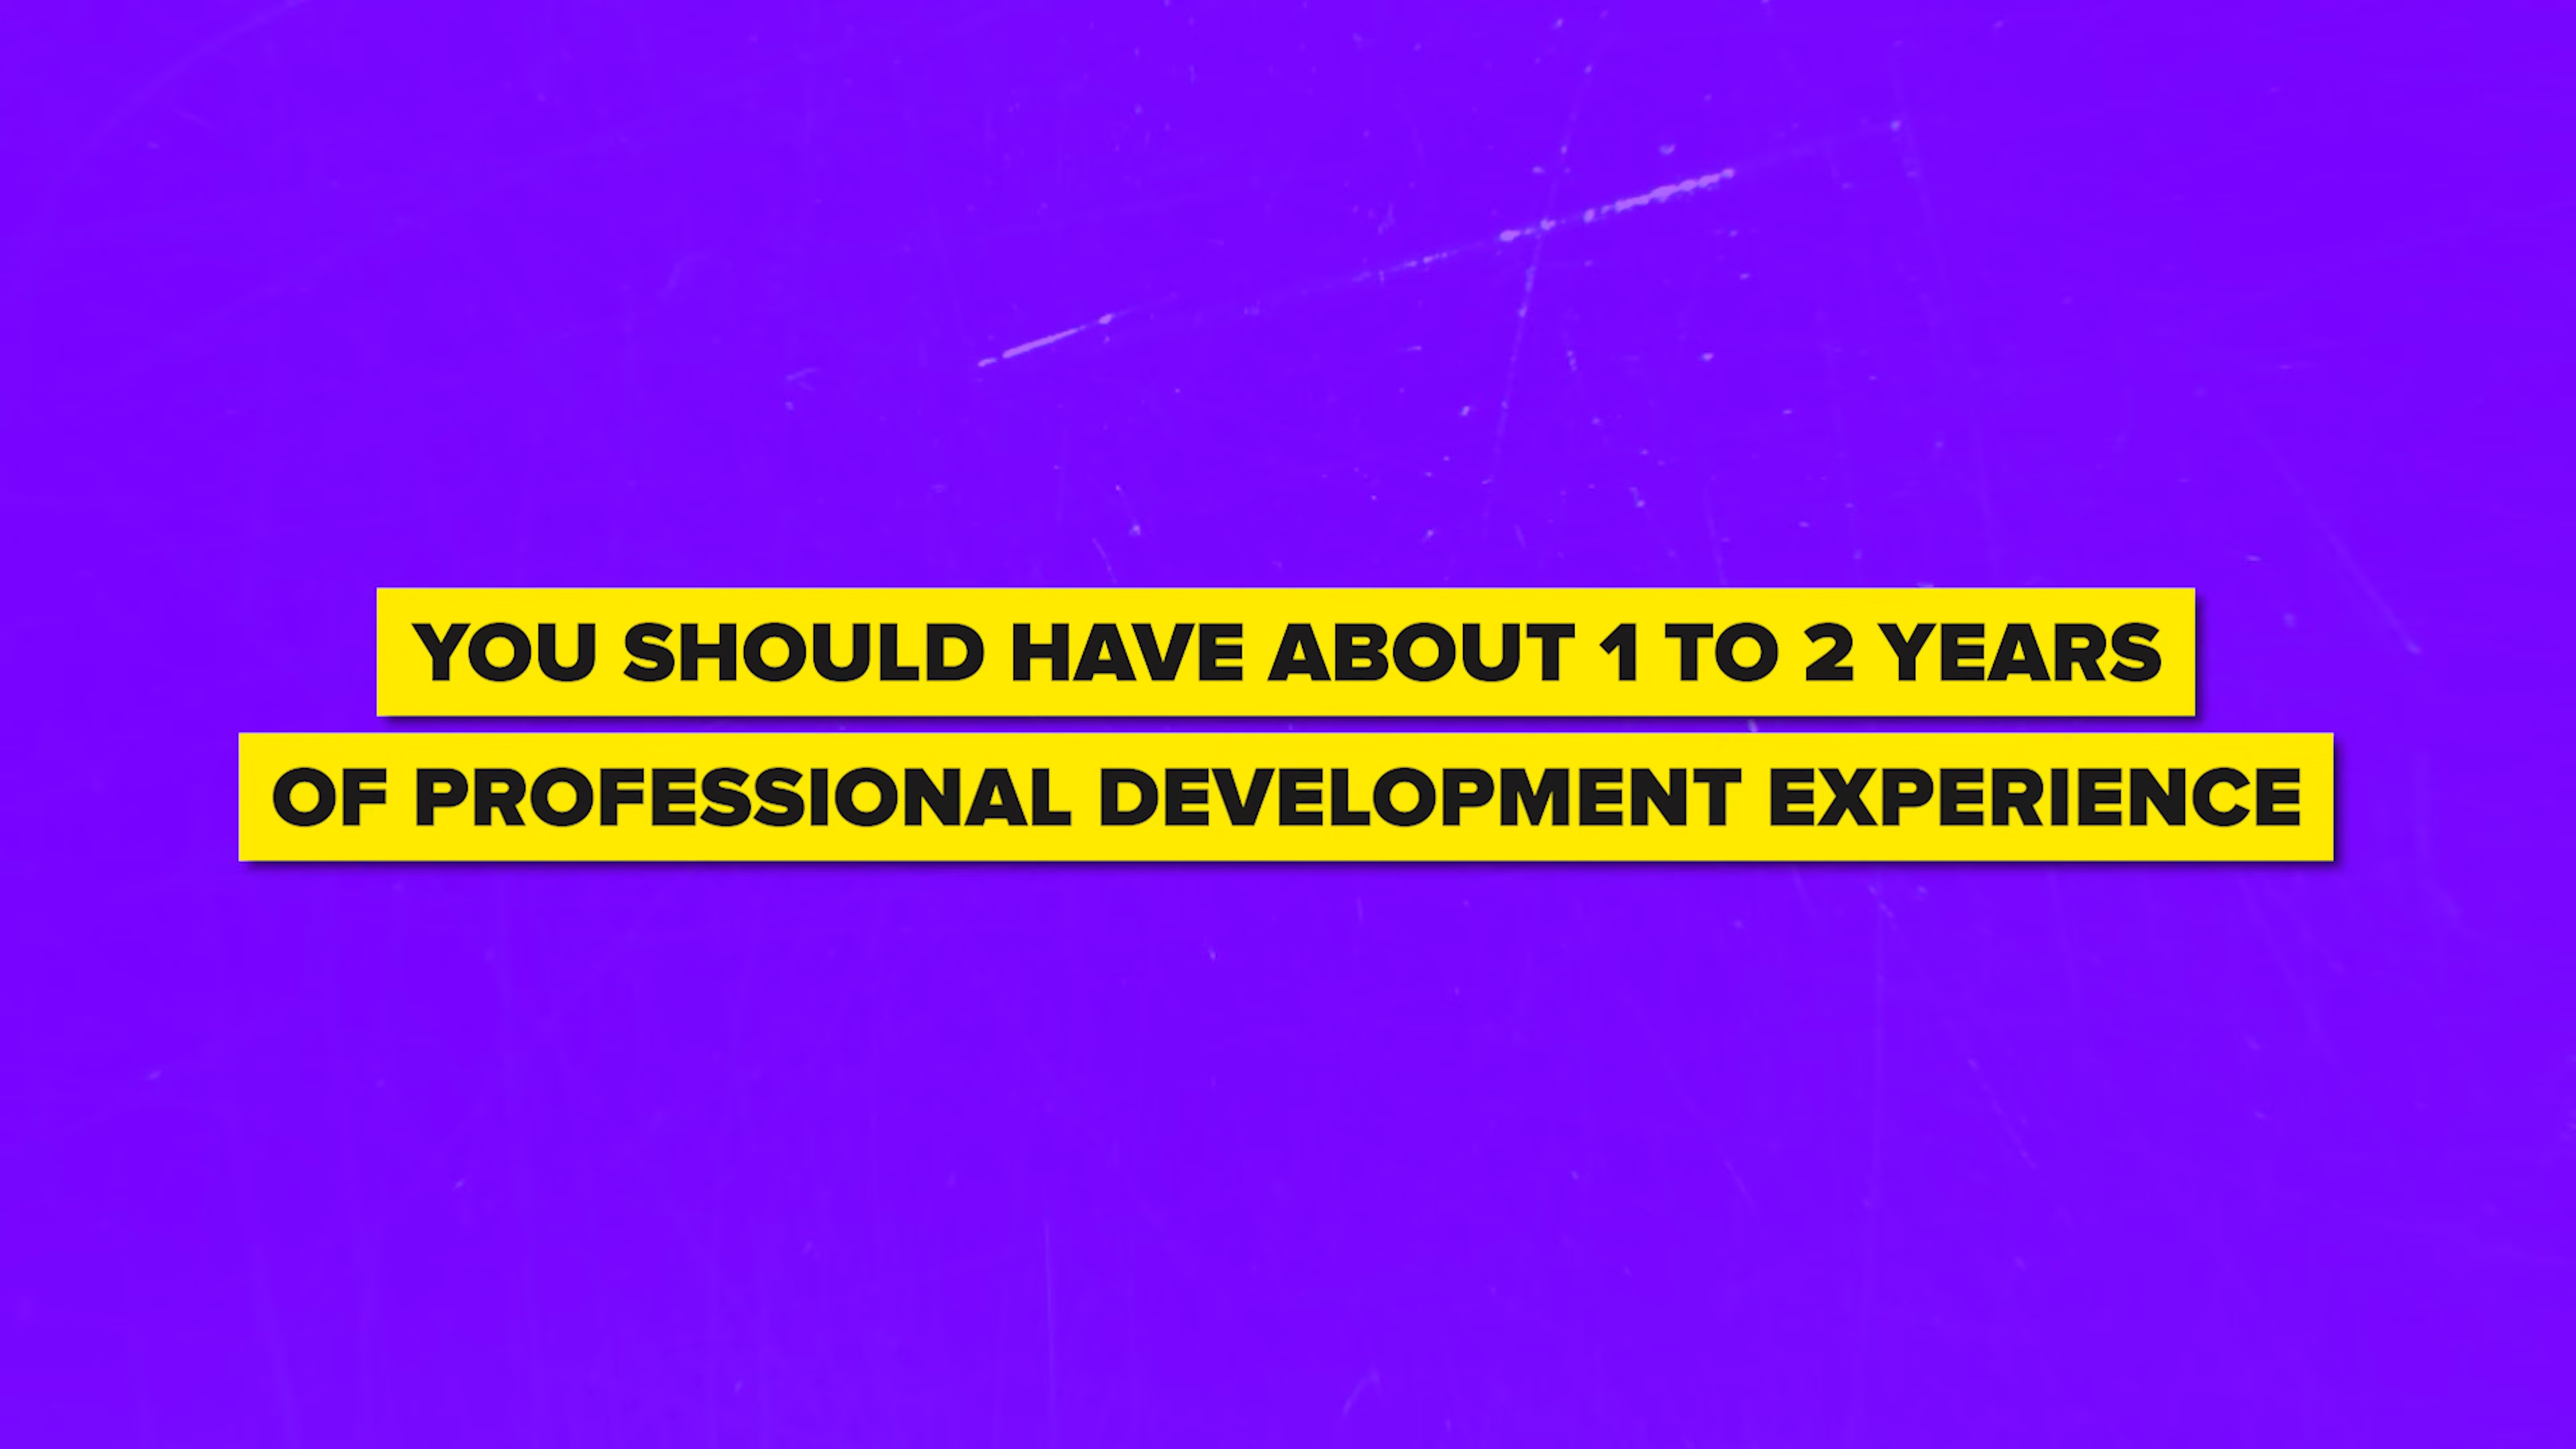 YOU SHOULD HAVE ABOUT 1 TO 2 YEARS
OF PROFESSIONAL DEVELOPMENT EXPERIENCE